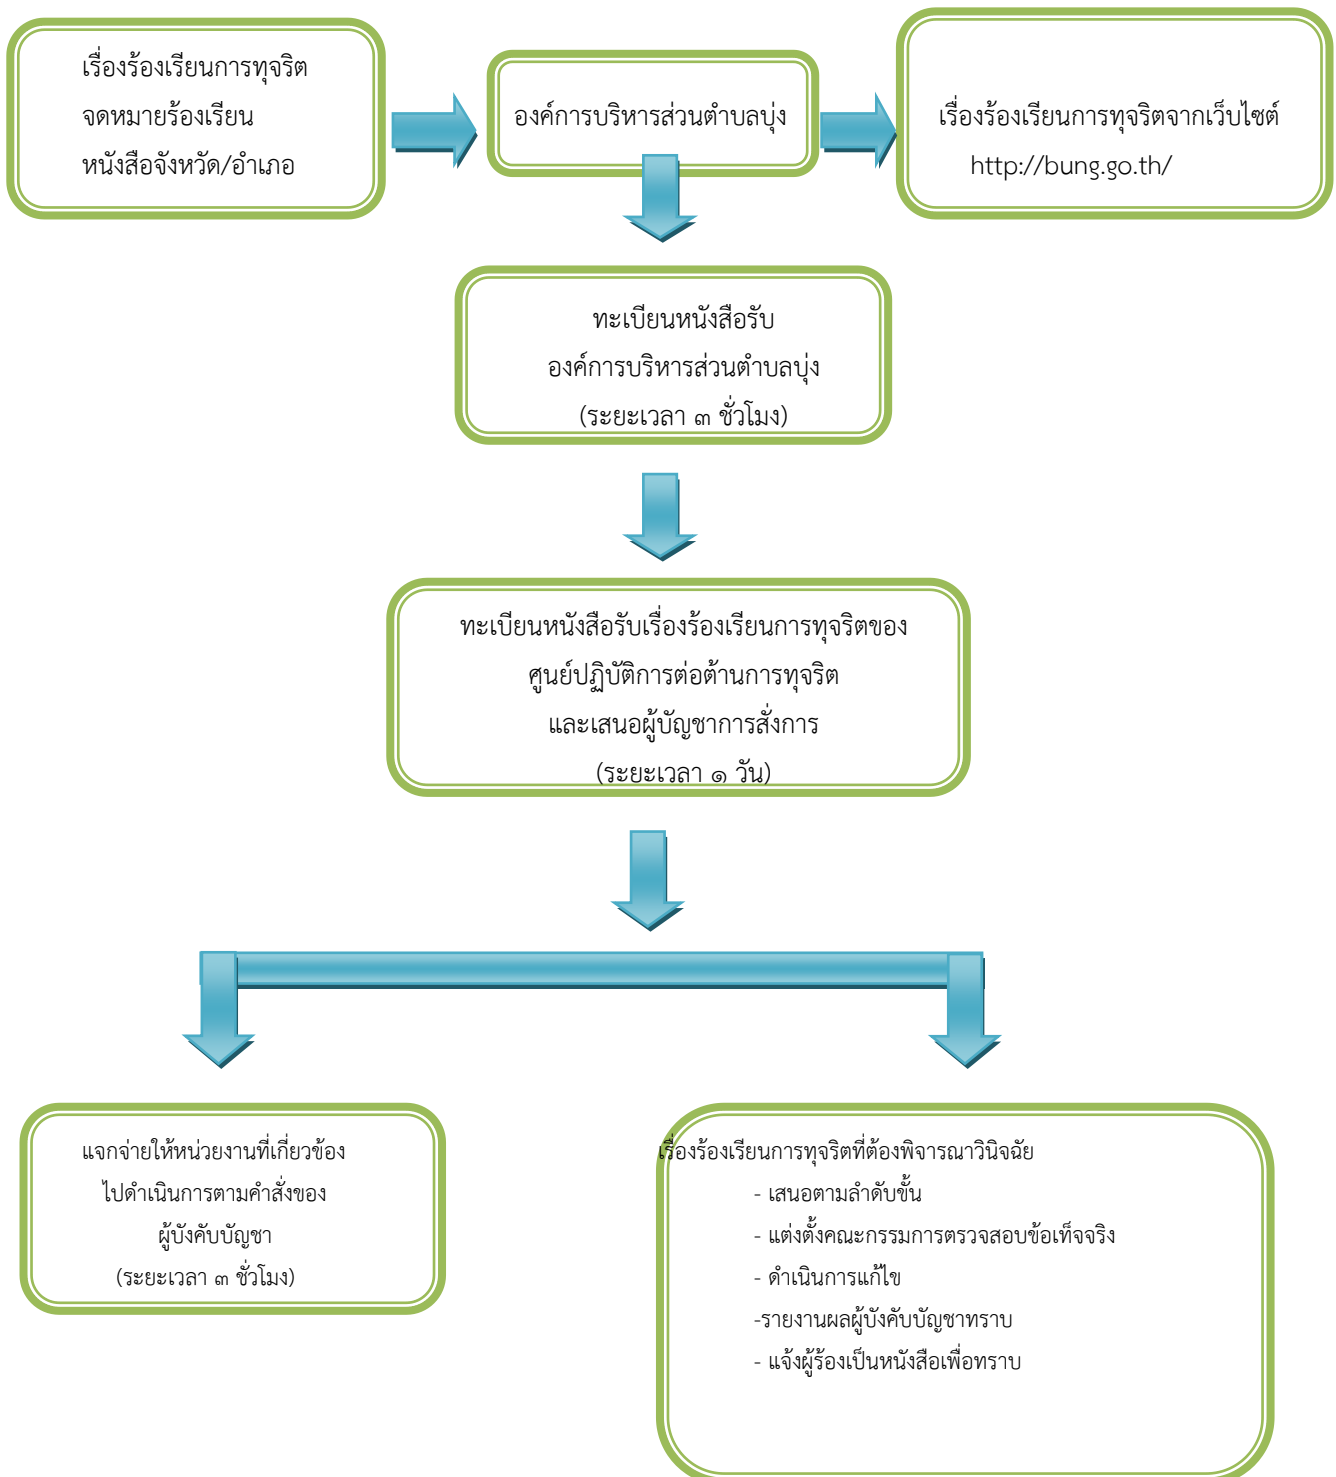 เรื่องร้องเรียนการทุจริต
จดหมายร้องเรียน
หนังสือจังหวัด/อำเภอ
องค์การบริหารส่วนตำบลบุ่ง
เรื่องร้องเรียนการทุจริตจากเว็บไซต์
http://bung.go.th/
ทะเบียนหนังสือรับ
องค์การบริหารส่วนตำบลบุ่ง
(ระยะเวลา ๓ ชั่วโมง)
ทะเบียนหนังสือรับเรื่องร้องเรียนการทุจริตของ
ศูนย์ปฏิบัติการต่อต้านการทุจริต
และเสนอผู้บัญชาการสั่งการ
(ระยะเวลา ๑ วัน)
แจกจ่ายให้หน่วยงานที่เกี่ยวข้อง
ไปดำเนินการตามคำสั่งของ
ผู้บังคับบัญชา
(ระยะเวลา ๓ ชั่วโมง)
เรื่องร้องเรียนการทุจริตที่ต้องพิจารณาวินิจฉัย
- เสนอตามลำดับขั้น
- แต่งตั้งคณะกรรมการตรวจสอบข้อเท็จจริง
- ดำเนินการแก้ไข
-รายงานผลผู้บังคับบัญชาทราบ
- แจ้งผู้ร้องเป็นหนังสือเพื่อทราบ